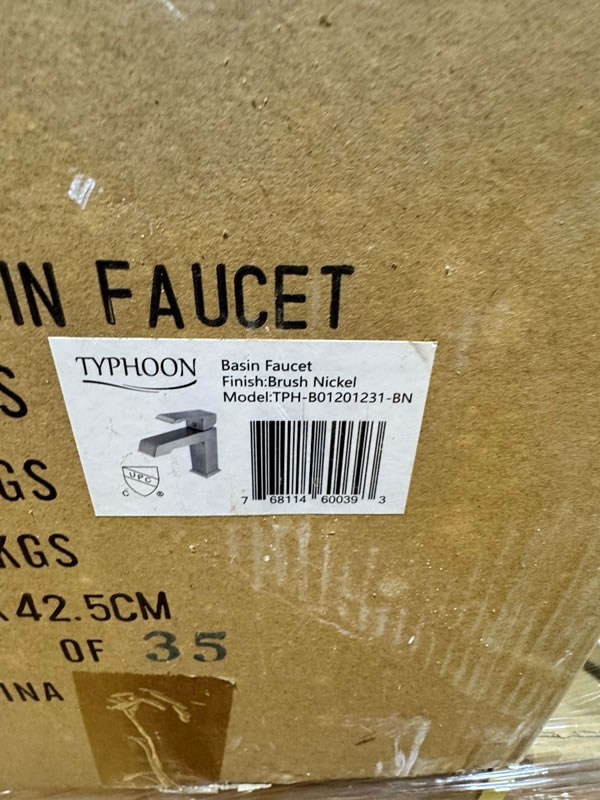 IN FAUCET
TYPHOON
Basin Faucet
Finish:Brush Nickel
Model:TPH-B01201231-BN
UPC
C ®
7 68114 60039 3
S
GS
KGS
42.5CM
OF 35
INA